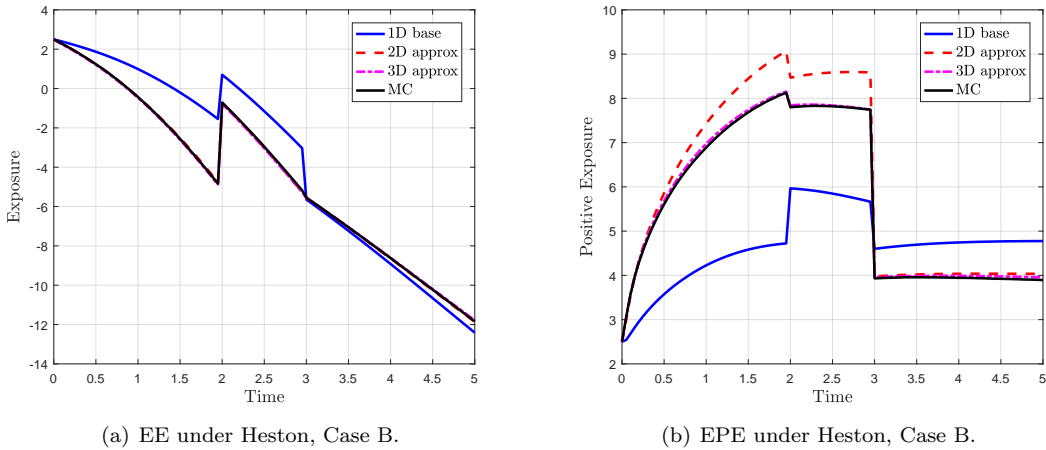 4
2
0
-2
-4
-6
-8
-10
-12
-14
Exposure
0 0.5 1 1.5 2 2.5 3 3.5 4 4.5 5
Time
1D base
2D approx
3D approx
MC
(a) EE under Heston, Case B.
10
9
8
7
6
5
4
3
2
Positive Exposure
0 0.5 1 1.5 2 2.5 3 3.5 4 4.5 5
Time
1D base
2D approx
3D approx
MC
(b) EPE under Heston, Case B.